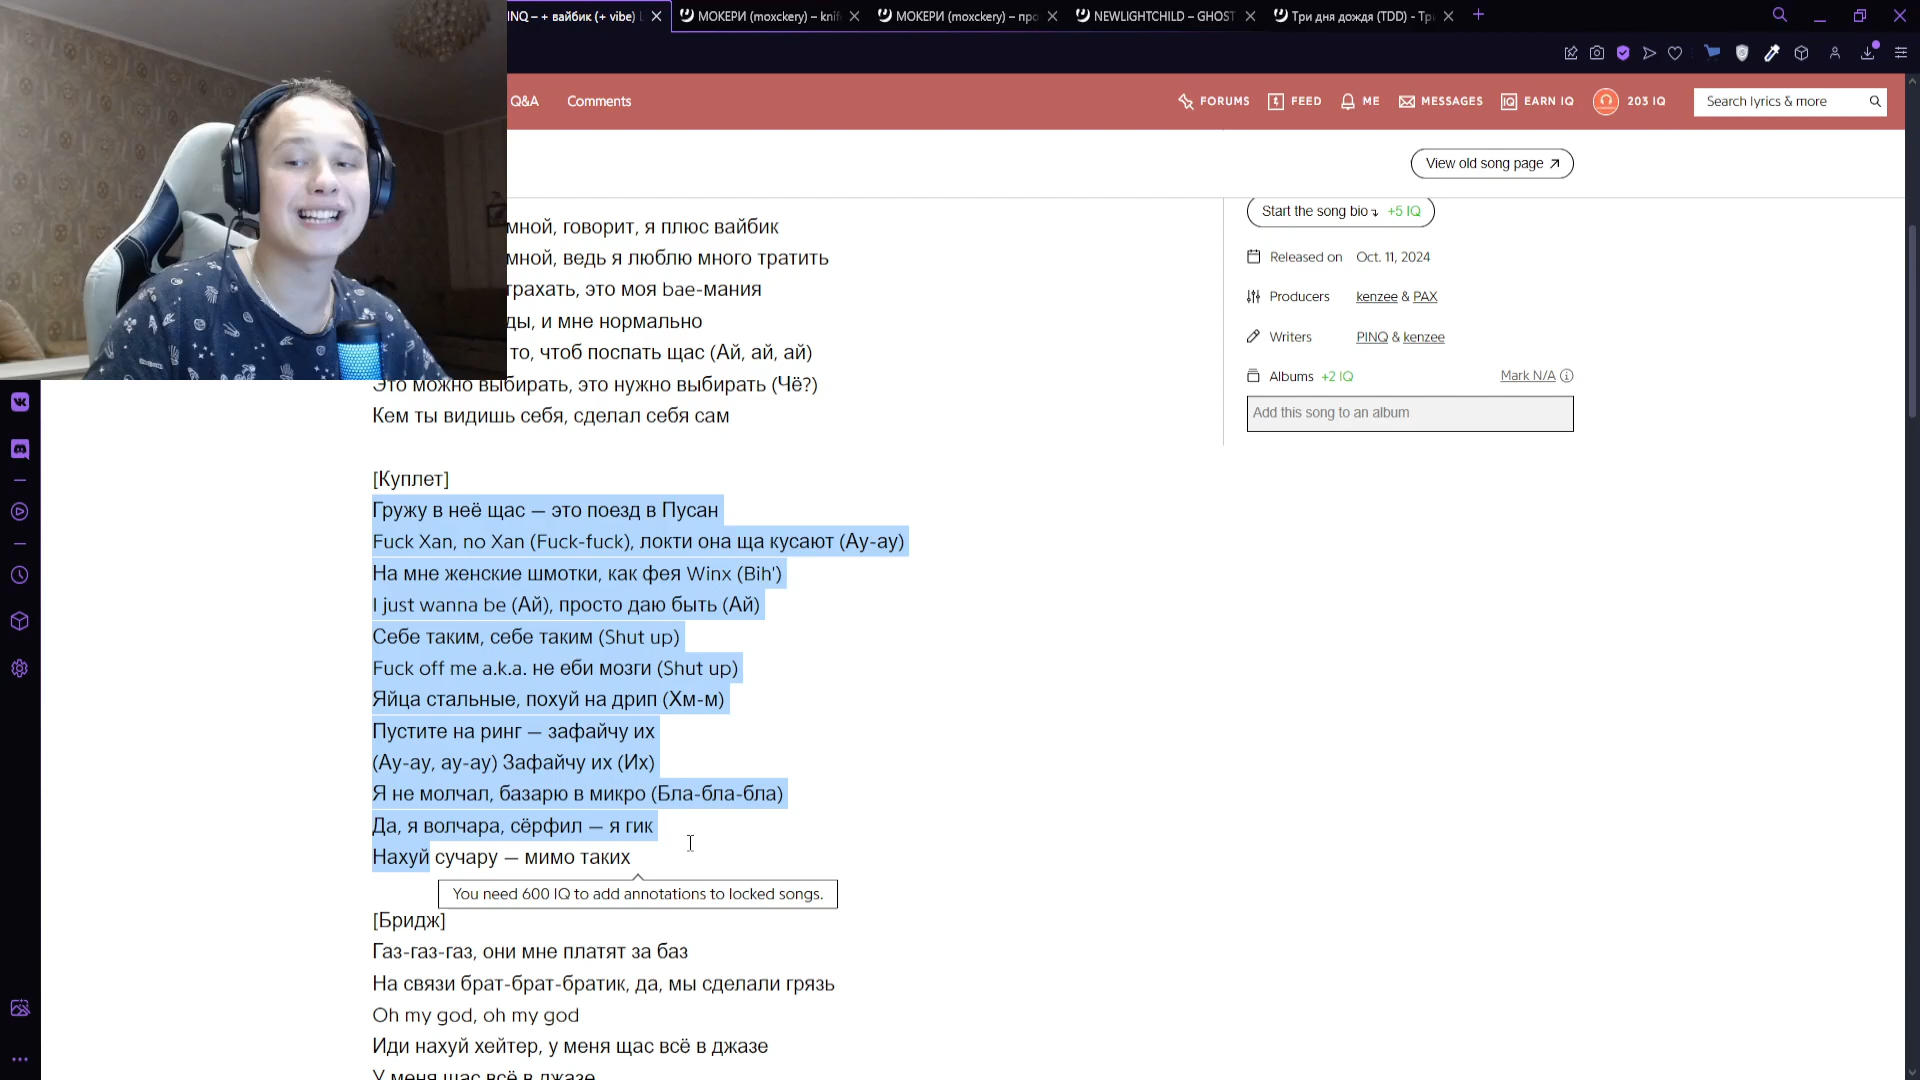 INQ – + вайбик (+ vibe)
МОКЕРИ (moxckery) – knif
МОКЕРИ (moxckery) – про
NEWLIGHTCHILD – GHOST
Три дня дождя (TDD) - Тр
Q&A
Comments
FORUMS
FEED
ME
MESSAGES
EARN IQ
203 IQ
Search lyrics & more
View old song page
мной, говорит, я плюс вайбик
мной, ведь я люблю много тратить
трахать, это моя bae-мания
ды, и мне нормально
то, чтоб поспать щас (Ай, ай, ай)
Это можно выбирать, это нужно выбирать (Чё?)
Кем ты видишь себя, сделал себя сам
Start the song bio +5 IQ
Released on Oct. 11, 2024
Producers kenzee & PAX
Writers PINQ & kenzee
Albums +2 IQ Mark N/A
Add this song to an album
[Куплет]
Гружу в неё щас — это поезд в Пусан
Fuck Xan, no Xan (Fuck-fuck), локти она ща кусают (Ау-ау)
На мне женские шмотки, как фея Winx (Bih')
I just wanna be (Ай), просто даю быть (Ай)
Себе таким, себе таким (Shut up)
Fuck off me a.k.a. не еби мозги (Shut up)
Яйца стальные, похуй на дрип (Хм-м)
Пустите на ринг — зафайчу их
(Ау-ау, ау-ау) Зафайчу их (Их)
Я не молчал, базарю в микро (Бла-бла-бла)
Да, я волчара, сёрфил — я гик
Нахуй сучару — мимо таких
You need 600 IQ to add annotations to locked songs.
[Бридж]
Газ-газ-газ, они мне платят за баз
На связи брат-брат-братик, да, мы сделали грязь
Oh my god, oh my god
Иди нахуй хейтер, у меня щас всё в джазе
У меня щас всё в джазе